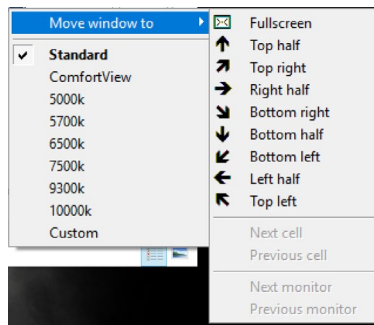 Move window to
Standard
ComfortView
5000k
5700k
6500k
7500k
9300k
10000k
Custom
Fullscreen
Top half
Top right
Right half
Bottom right
Bottom half
Bottom left
Left half
Top left
Next cell
Previous cell
Next monitor
Previous monitor